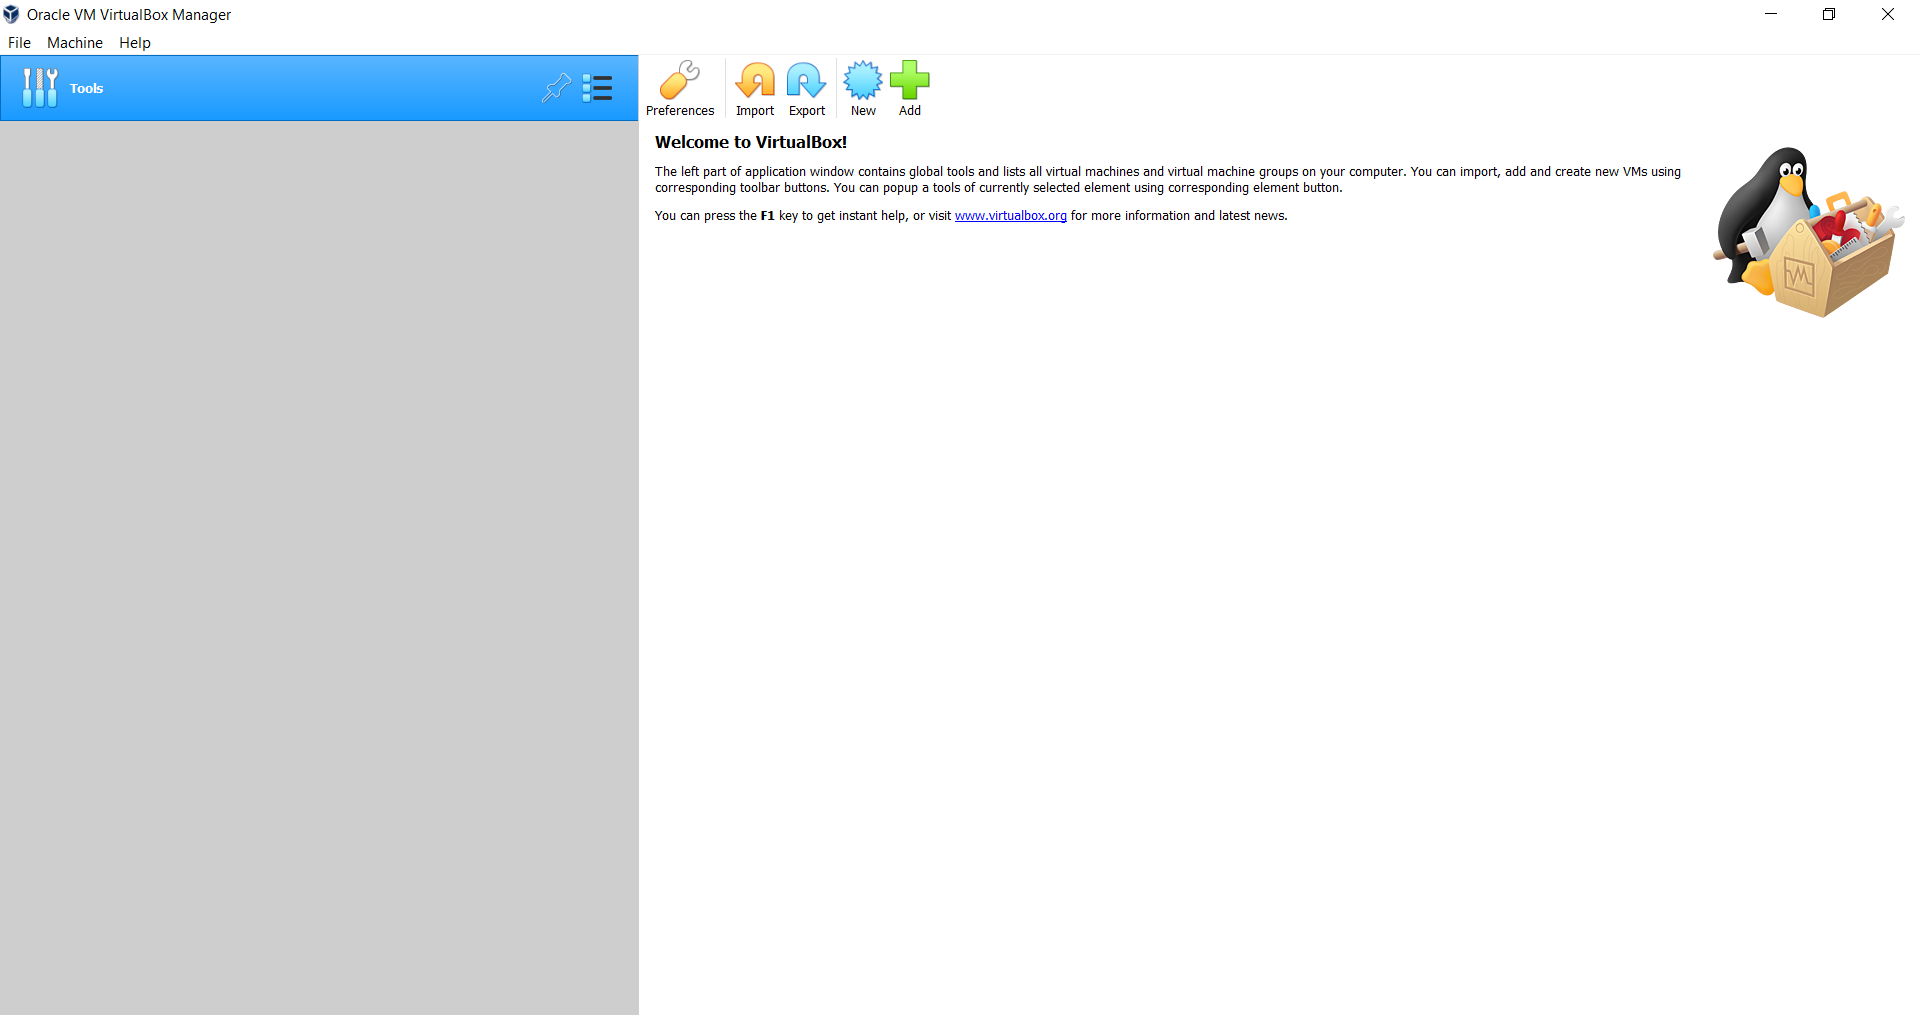 Oracle VM VirtualBox Manager
File Machine Help
Tools
Preferences Import Export New Add
Welcome to VirtualBox!
The left part of application window contains global tools and lists all virtual machines and virtual machine groups on your computer. You can import, add and create new VMs using
corresponding toolbar buttons. You can popup a tools of currently selected element using corresponding element button.
You can press the F1 key to get instant help, or visit www.virtualbox.org for more information and latest news.
VM